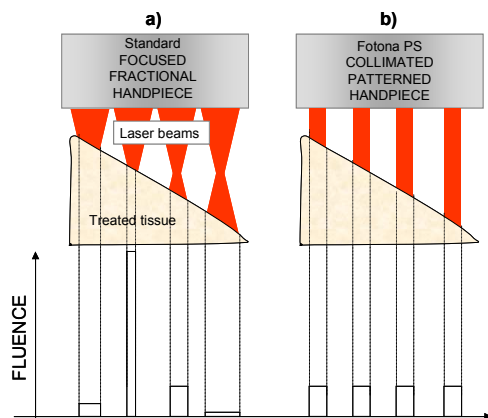 a)
Standard
FOCUSED
FRACTIONAL
HANDPIECE
Laser beams
Treated tissue
b)
Fotona PS
COLLIMATED
PATTERNED
HANDPIECE
FLUENCE